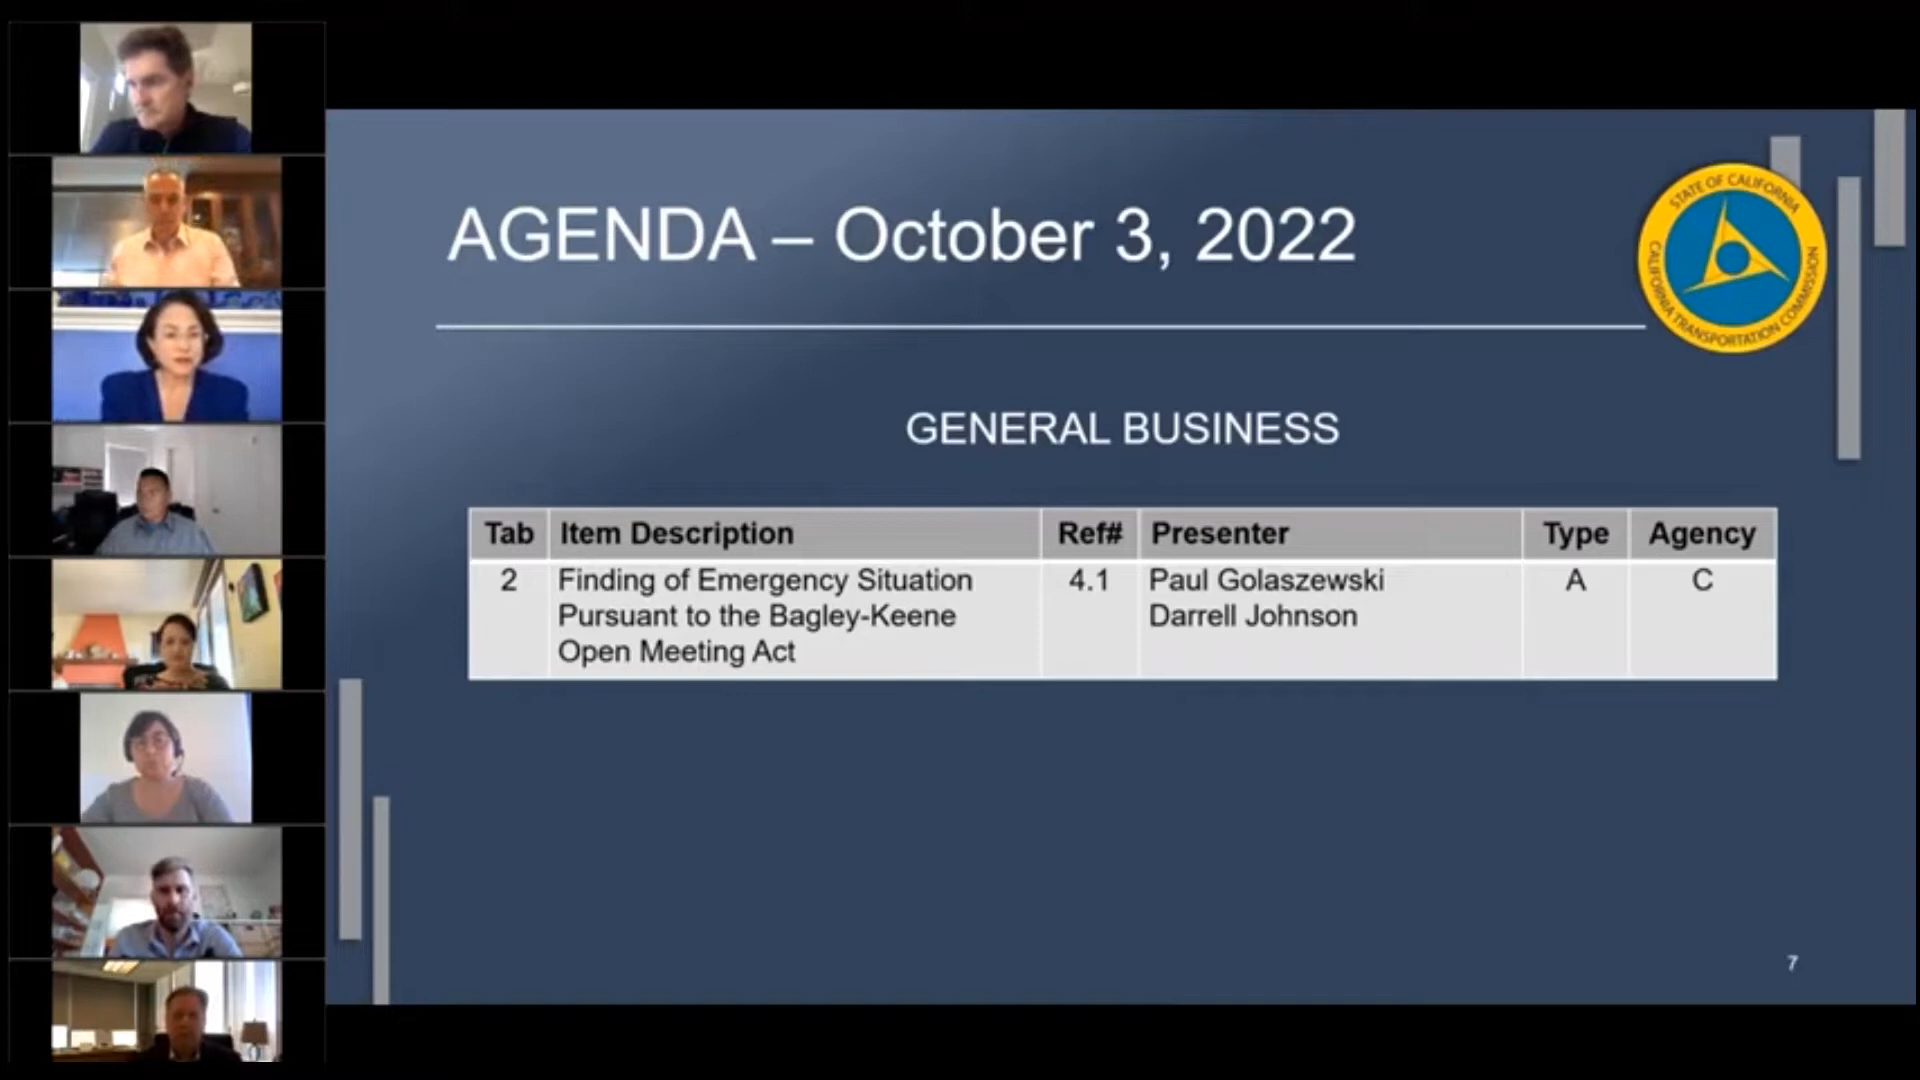 AGENDA – October 3, 2022
STATE OF CALIFORNIA
CALIFORNIA TRANSPORTATION COMMISSION
GENERAL BUSINESS
Tab Item Description Ref# Presenter Type Agency
2 Finding of Emergency Situation 4.1 Paul Golaszewski A C
Pursuant to the Bagley-Keene Darrell Johnson
Open Meeting Act
7